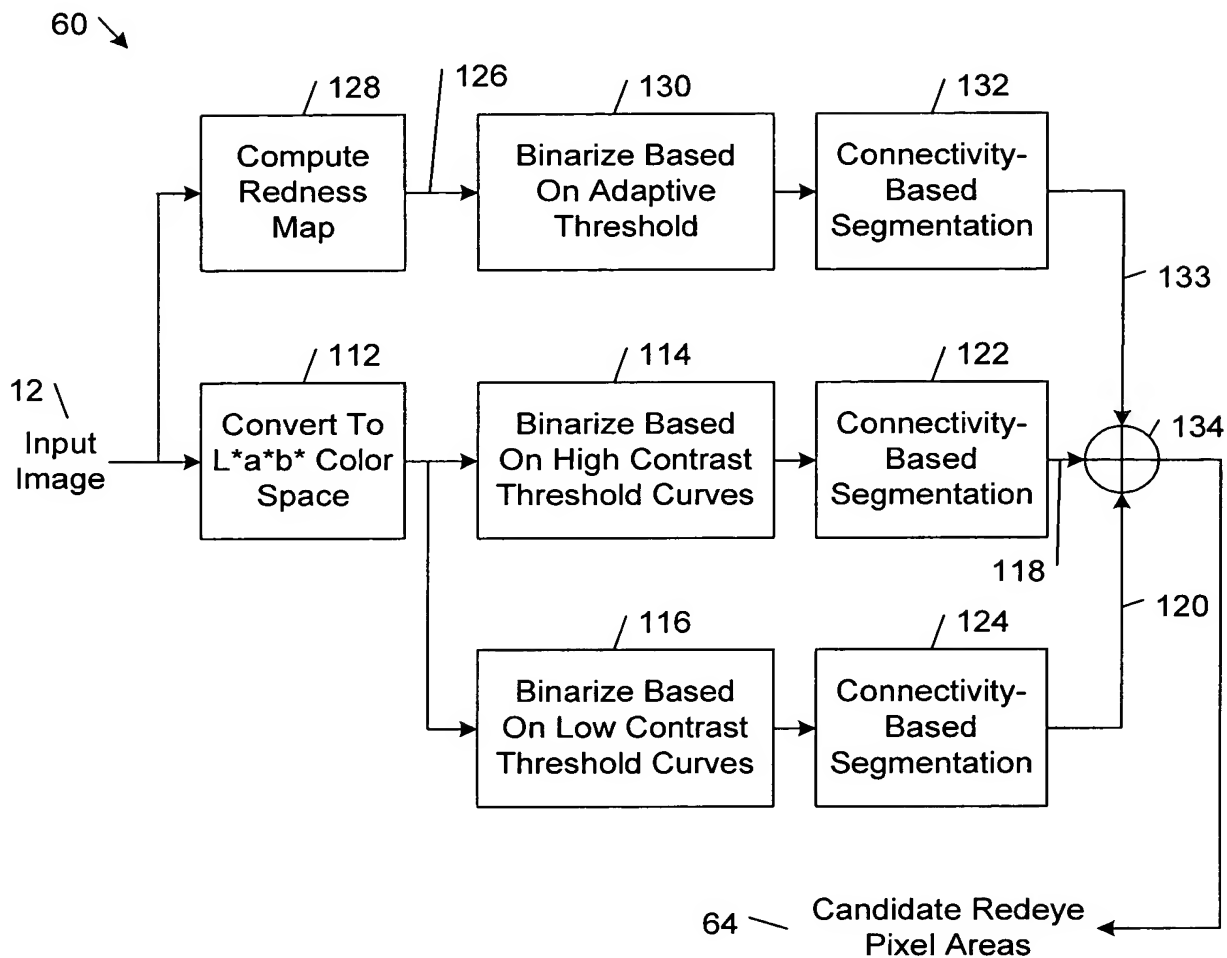 60
128
126
130
132
Compute
Redness
Map
Binarize Based
On Adaptive
Threshold
Connectivity-
Based
Segmentation
133
12
Input
Image
112
114
122
134
Convert To
L*a*b* Color
Space
Binarize Based
On High Contrast
Threshold Curves
Connectivity-
Based
Segmentation
118
120
116
124
Binarize Based
On Low Contrast
Threshold Curves
Connectivity-
Based
Segmentation
64
Candidate Redeye
Pixel Areas